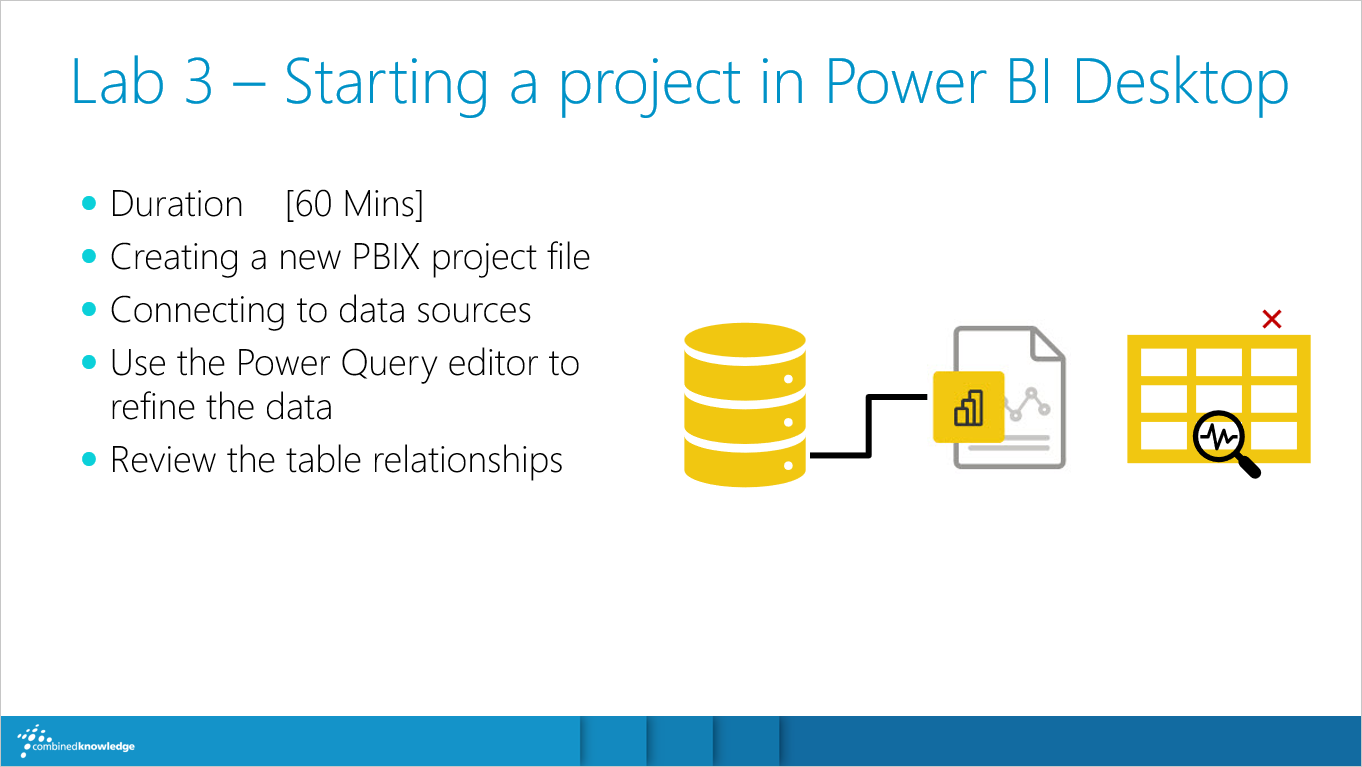 Lab 3 – Starting a project in Power BI Desktop
• Duration [60 Mins]
• Creating a new PBIX project file
• Connecting to data sources
• Use the Power Query editor to
refine the data
• Review the table relationships
combinedknowledge